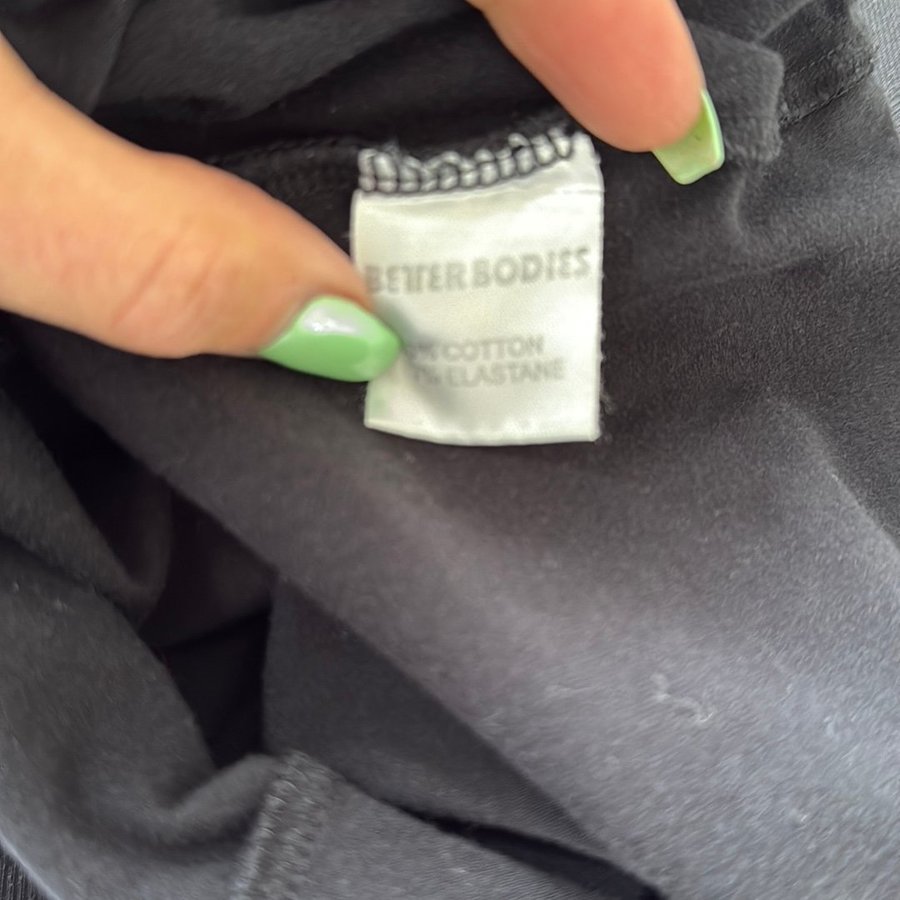 BETTER BODIES
% COTTON
% ELASTANE